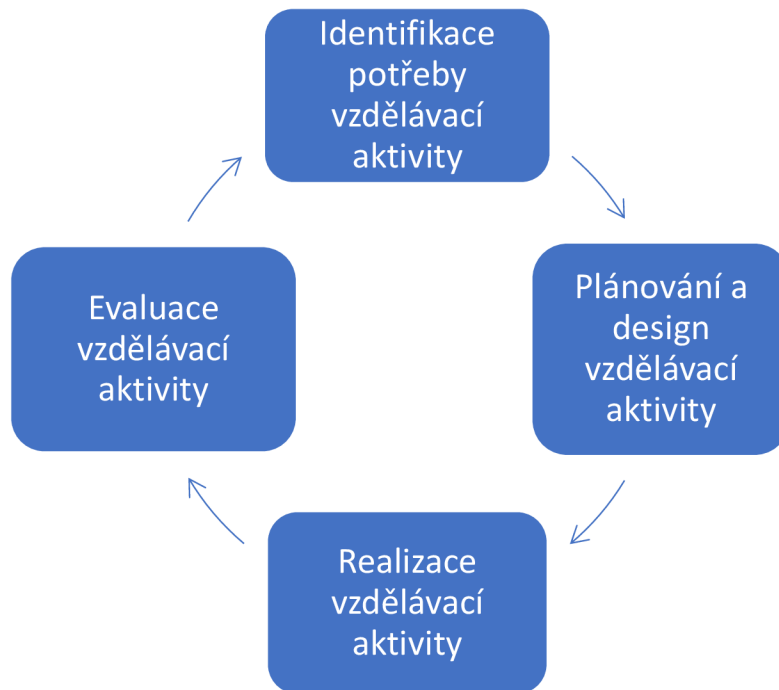 Identifikace
potřeby
vzdělávací
aktivity
Plánování a
design
vzdělávací
aktivity
Realizace
vzdělávací
aktivity
Evaluace
vzdělávací
aktivity